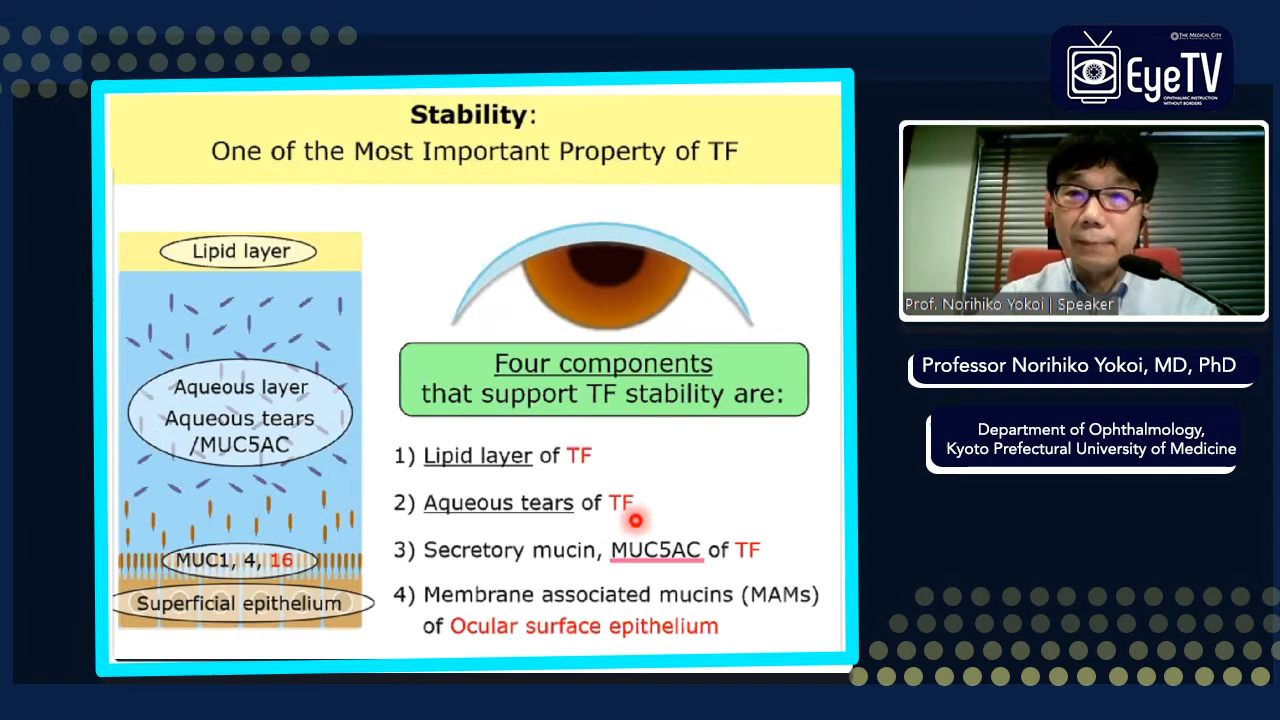 Stability:
One of the Most Important Property of TF
Lipid layer
Aqueous layer
Aqueous tears
/MUC5AC
MUC1, 4, 16
Superficial epithelium
Four components
that support TF stability are:
1) Lipid layer of TF
2) Aqueous tears of TF
3) Secretory mucin, MUC5AC of TF
4) Membrane associated mucins (MAMs)
of Ocular surface epithelium
THE MEDICAL CITY
EyeTV
OPHTHALMIC INSTRUCTION
WITHOUT BORDERS
Prof. Norihiko Yokoi | Speaker
Professor Norihiko Yokoi, MD, PhD
Department of Ophthalmology,
Kyoto Prefectural University of Medicine